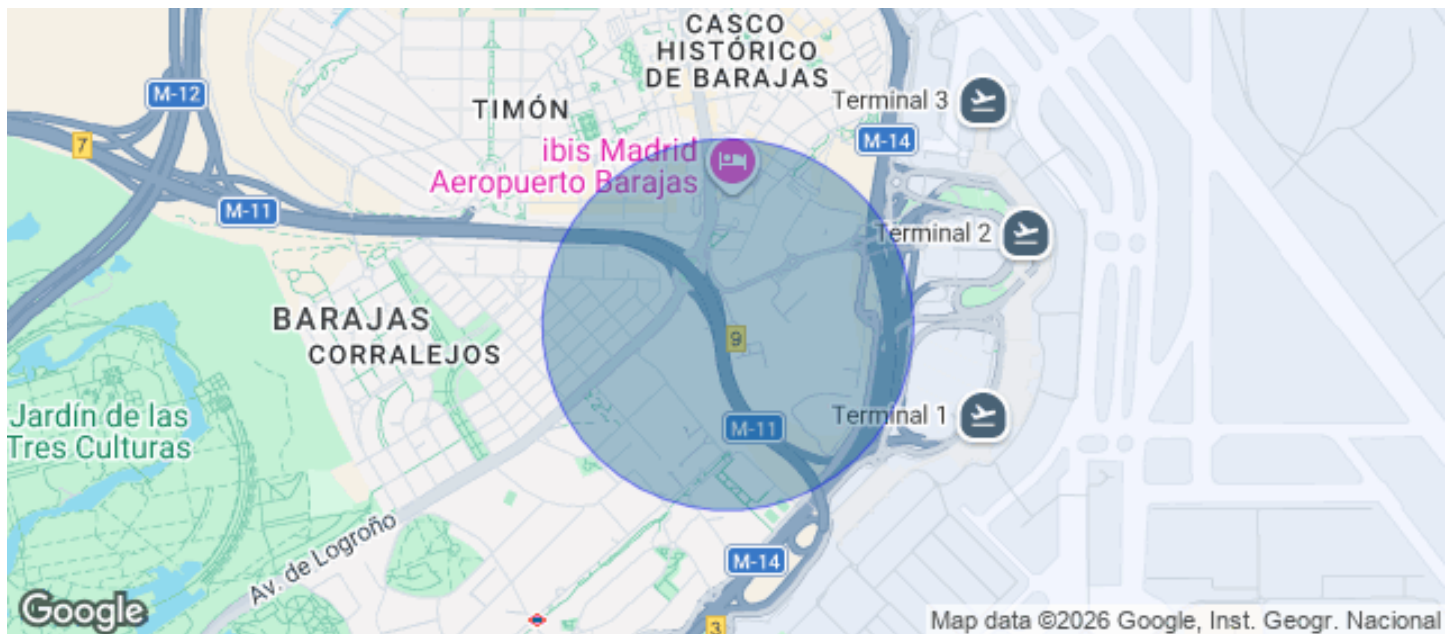 CASCO
HISTÓRICO
DE BARAJAS
M-12
TIMÓN
Terminal 3
7
M-14
ibis Madrid
Aeropuerto Barajas
M-11
Terminal 2
BARAJAS
CORRALEJOS
9
Jardín de las
Tres Culturas
Terminal 1
M-11
Av. de Logroño
M-14
3
Google
Map data ©2026 Google, Inst. Geogr. Nacional